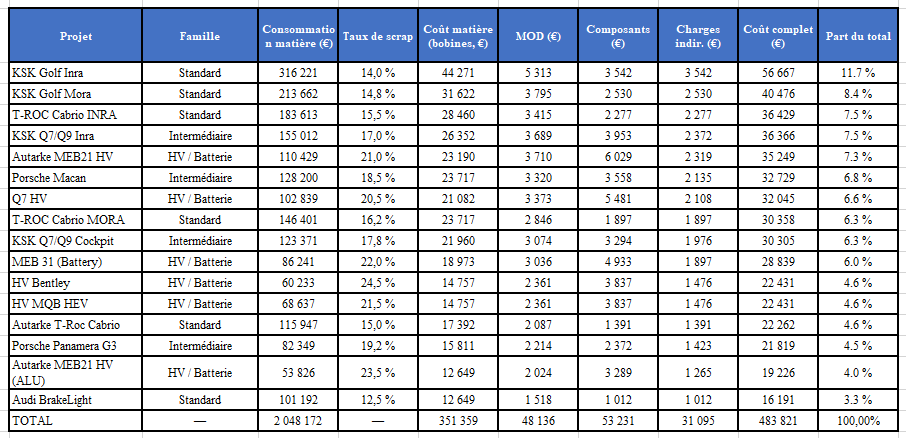 Projet Famille Consommatio n matière (€) Taux de scrap Coût matière (bobines, €) MOD (€) Composants (€) Charges indir. (€) Coût complet (€) Part du total
KSK Golf Inra Standard 316 221 14,0 % 44 271 5 313 3 542 3 542 56 667 11.7 %
KSK Golf Mora Standard 213 662 14,8 % 31 622 3 795 2 530 2 530 40 476 8.4 %
T-ROC Cabrio INRA Standard 183 613 15,5 % 28 460 3 415 2 277 2 277 36 429 7.5 %
KSK Q7/Q9 Inra Intermédiaire 155 012 17,0 % 26 352 3 689 3 953 2 372 36 366 7.5 %
Autarke MEB21 HV HV / Batterie 110 429 21,0 % 23 190 3 710 6 029 2 319 35 249 7.3 %
Porsche Macan Intermédiaire 128 200 18,5 % 23 717 3 320 3 558 2 135 32 729 6.8 %
Q7 HV HV / Batterie 102 839 20,5 % 21 082 3 373 5 481 2 108 32 045 6.6 %
T-ROC Cabrio MORA Standard 146 401 16,2 % 23 717 2 846 1 897 1 897 30 358 6.3 %
KSK Q7/Q9 Cockpit Intermédiaire 123 371 17,8 % 21 960 3 074 3 294 1 976 30 305 6.3 %
MEB 31 (Battery) HV / Batterie 86 241 22,0 % 18 973 3 036 4 933 1 897 28 839 6.0 %
HV Bentley HV / Batterie 60 233 24,5 % 14 757 2 361 3 837 1 476 22 431 4.6 %
HV MQB HEV HV / Batterie 68 637 21,5 % 14 757 2 361 3 837 1 476 22 431 4.6 %
Autarke T-Roc Cabrio Standard 115 947 15,0 % 17 392 2 087 1 391 1 391 22 262 4.6 %
Porsche Panamera G3 Intermédiaire 82 349 19,2 % 15 811 2 214 2 372 1 423 21 819 4.5 %
Autarke MEB21 HV (ALU) HV / Batterie 53 826 23,5 % 12 649 2 024 3 289 1 265 19 226 4.0 %
Audi BrakeLight Standard 101 192 12,5 % 12 649 1 518 1 012 1 012 16 191 3.3 %
TOTAL — 2 048 172 — 351 359 48 136 53 231 31 095 483 821 100,00%